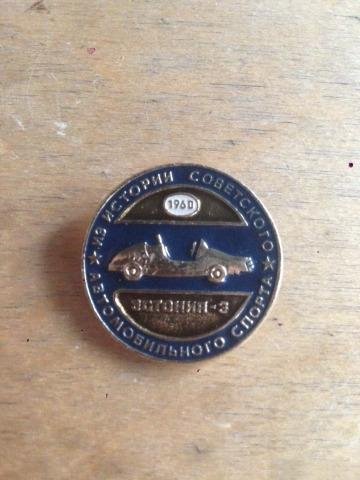 ИЗ ИСТОРИИ СОВЕТСКОГО
1960
ЭСТОНИЯ-3
АВТОМОБИЛЬНОГО СПОРТА